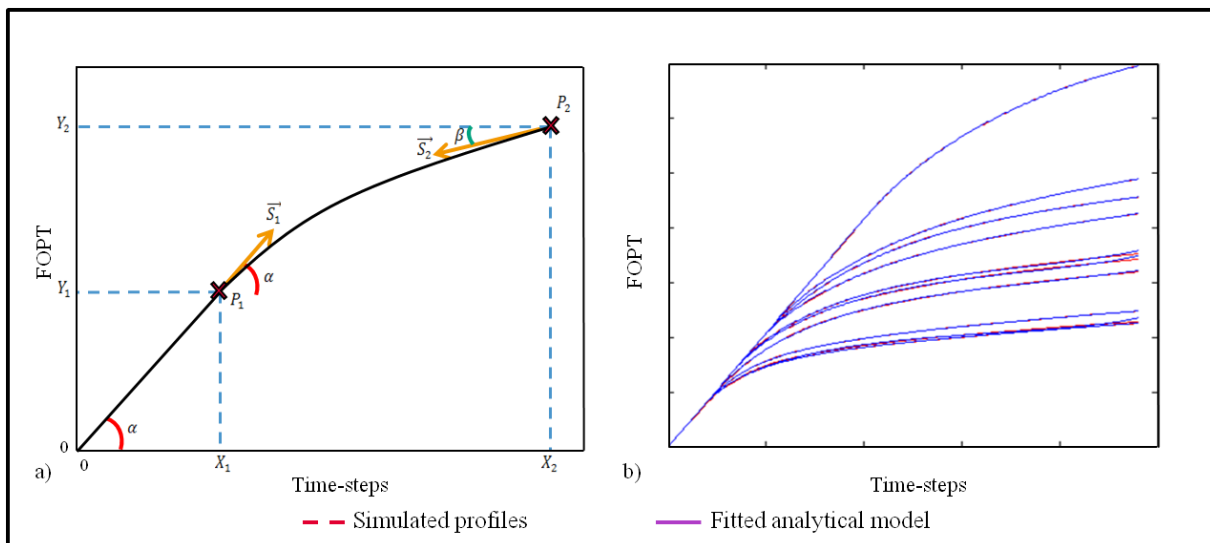 Y₂
P₂
β
S₂
S₁
FOPT
FOPT
α
Y₁
P₁
α
0
0
X₁
X₂
a)
b)
Time-steps
Time-steps
Simulated profiles
Fitted analytical model